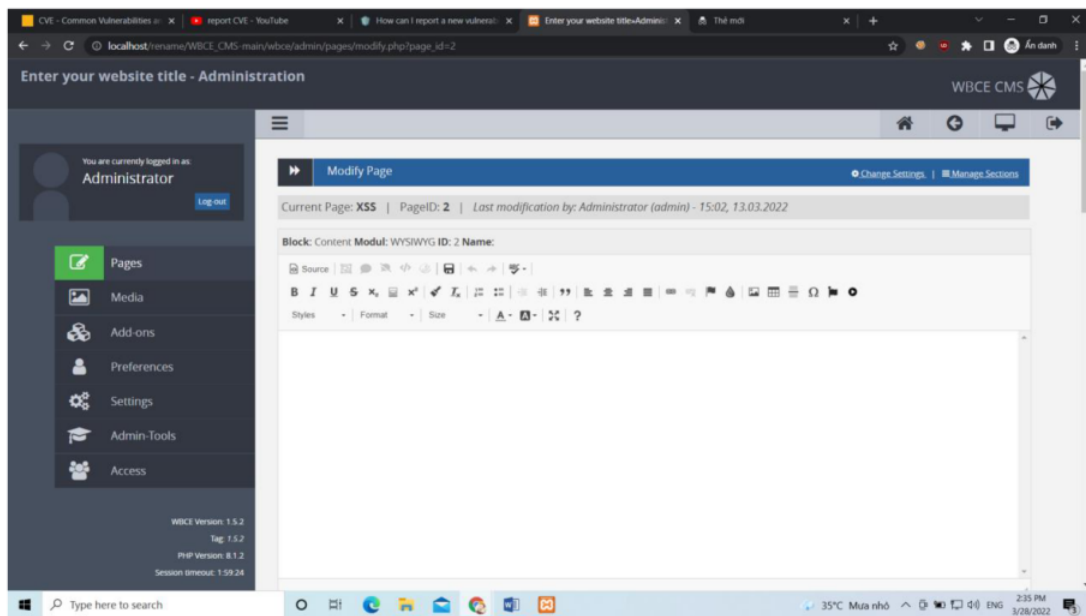 CVE - Common Vulnerabilities an
report CVE - YouTube
How can I report a new vulnerab
Enter your website title»Adminis
Thẻ mới
localhost/rename/WBCE_CMS-main/wbce/admin/pages/modify.php?page_id=2
Ẩn danh
Enter your website title - Administration
WBCE CMS
You are currently logged in as:
Administrator
Log-out
Modify Page
Change Settings | Manage Sections
Current Page: XSS | PageID: 2 | Last modification by: Administrator (admin) - 15:02, 13.03.2022
Block: Content Modul: WYSIWYG ID: 2 Name:
Source
B I U S x₂ x² Tx
Styles Format Size A A ?
Pages
Media
Add-ons
Preferences
Settings
Admin-Tools
Access
WBCE Version: 1.5.2
Tag: 1.5.2
PHP Version: 8.1.2
Session timeout: 1:59:24
Type here to search
35°C Mưa nhỏ
ENG
2:35 PM
3/28/2022